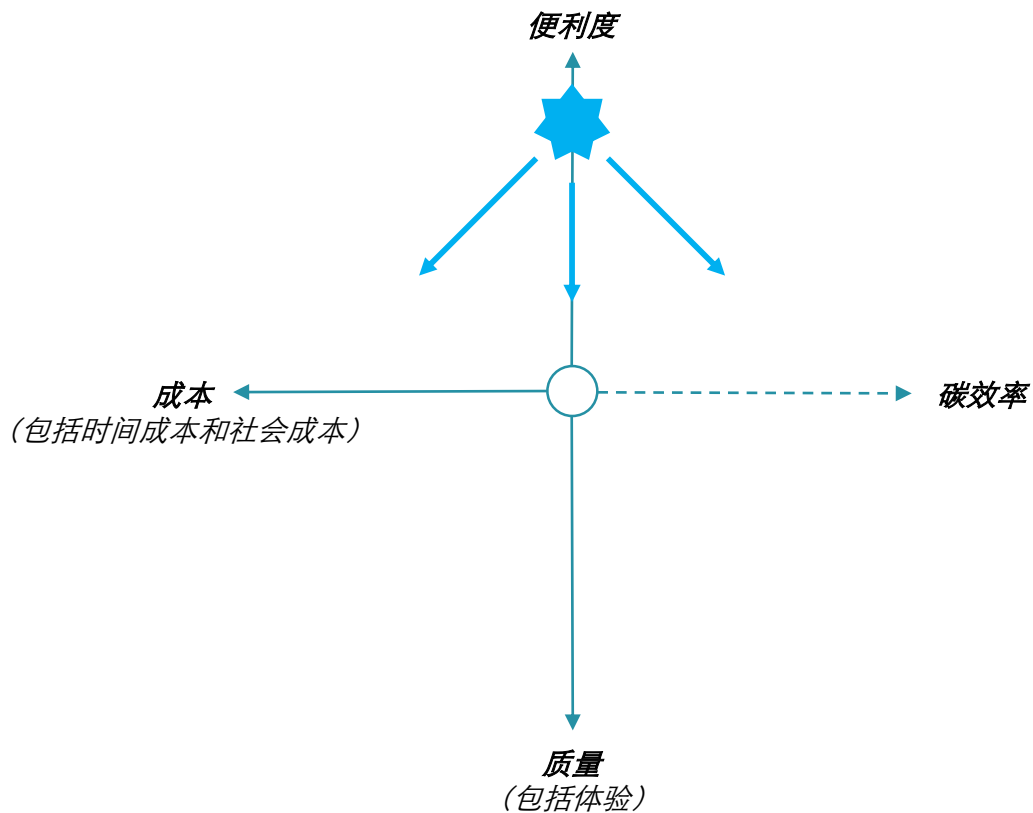 便利度
成本
（包括时间成本和社会成本）
碳效率
质量
（包括体验）